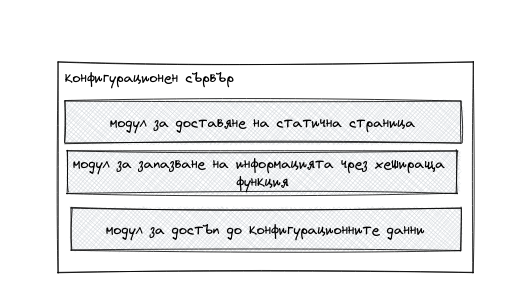 Конфигурационен сървър
модул за доставяне на статична страница
модул за запазване на информацията чрез хешираща
функция
модул за достъп до конфигурационните данни